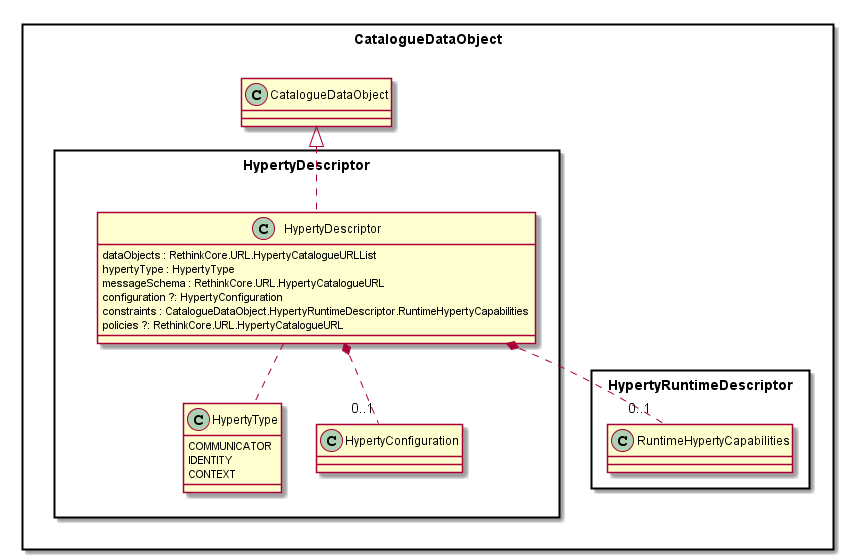 CatalogueDataObject
C CatalogueDataObject
HypertyDescriptor
C HypertyDescriptor
dataObjects : RethinkCore.URL.HypertyCatalogueURLList
hypertyType : HypertyType
messageSchema : RethinkCore.URL.HypertyCatalogueURL
configuration ?: HypertyConfiguration
constraints : CatalogueDataObject.HypertyRuntimeDescriptor.RuntimeHypertyCapabilities
policies ?: RethinkCore.URL.HypertyCatalogueURL
HypertyRuntimeDescriptor
0..1
0..1
C HypertyType
COMMUNICATOR
IDENTITY
CONTEXT
C HypertyConfiguration
C RuntimeHypertyCapabilities